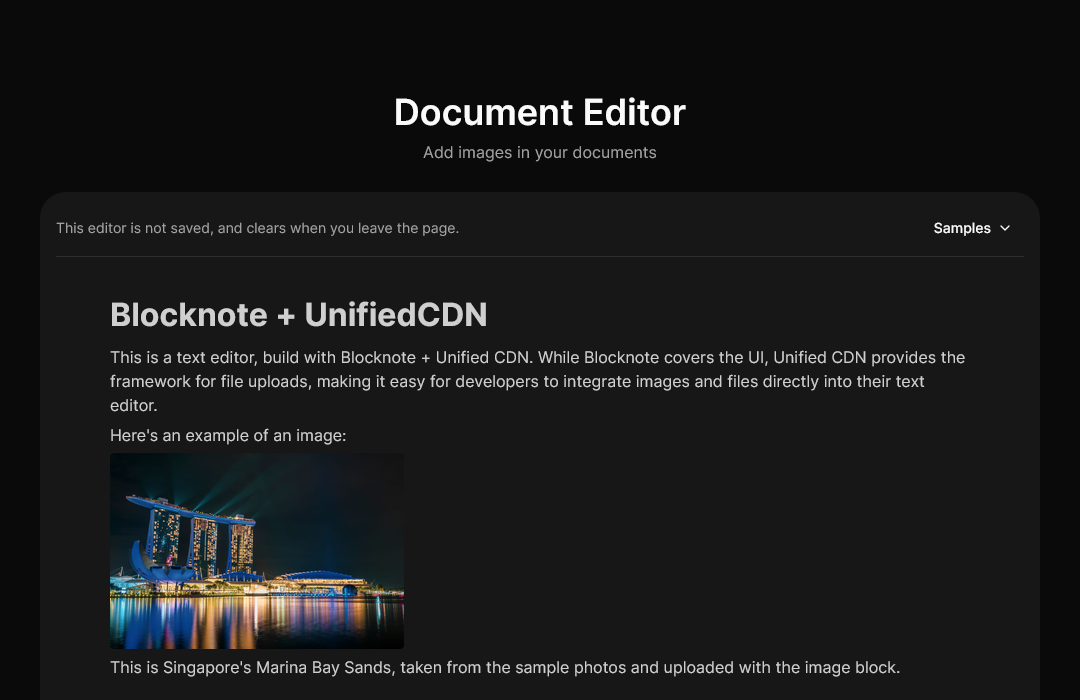 Document Editor
Add images in your documents
This editor is not saved, and clears when you leave the page.
Samples
Blocknote + UnifiedCDN
This is a text editor, build with Blocknote + Unified CDN. While Blocknote covers the UI, Unified CDN provides the
framework for file uploads, making it easy for developers to integrate images and files directly into their text
editor.
Here's an example of an image:
This is Singapore's Marina Bay Sands, taken from the sample photos and uploaded with the image block.